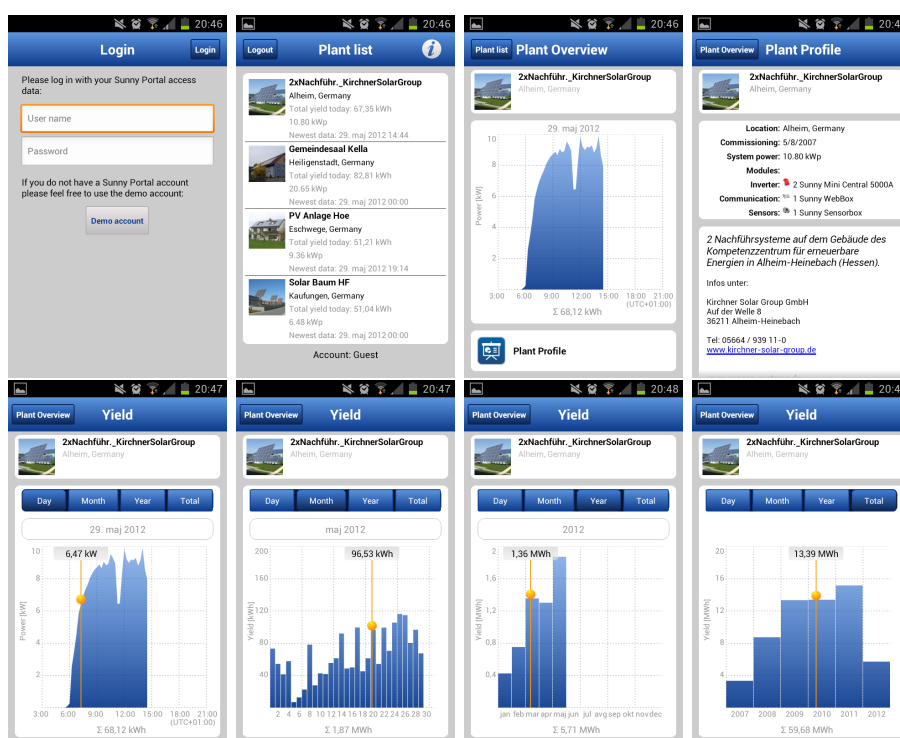 20:46
Login
Login
Please log in with your Sunny Portal access
data:
User name
Password
If you do not have a Sunny Portal account
please feel free to use the demo account:
Demo account
20:46
Logout
Plant list
i
2xNachführ._KirchnerSolarGroup
Alheim, Germany
Total yield today: 67,35 kWh
10.80 kWp
Newest data: 29. maj 2012 14:44
Gemeindesaal Kella
Heiligenstadt, Germany
Total yield today: 82,81 kWh
20.65 kWp
Newest data: 29. maj 2012 00:00
PV Anlage Hoe
Eschwege, Germany
Total yield today: 51,21 kWh
9.36 kWp
Newest data: 29. maj 2012 19:14
Solar Baum HF
Kaufungen, Germany
Total yield today: 51,04 kWh
6.48 kWp
Newest data: 29. maj 2012 00:00
Account: Guest
20:46
Plant list
Plant Overview
2xNachführ._KirchnerSolarGroup
Alheim, Germany
29. maj 2012
Power [kW]
10
8
6
4
2
3:00 6:00 9:00 12:00 15:00 18:00 21:00
(UTC+01:00)
Σ 68,12 kWh
Plant Profile
20:4
Plant Overview
Plant Profile
2xNachführ._KirchnerSolarGroup
Alheim, Germany
Location: Alheim, Germany
Commissioning: 5/8/2007
System power: 10.80 kWp
Modules:
Inverter: 2 Sunny Mini Central 5000A
Communication: 1 Sunny WebBox
Sensors: 1 Sunny Sensorbox
2 Nachführsysteme auf dem Gebäude des
Kompetenzzentrum für erneuerbare
Energien in Alheim-Heinebach (Hessen).
Infos unter:
Kirchner Solar Group GmbH
Auf der Welle 8
36211 Alheim-Heinebach
Tel: 05664 / 939 11-0
www.kirchner-solar-group.de
20:47
Plant Overview
Yield
2xNachführ._KirchnerSolarGroup
Alheim, Germany
Day Month Year Total
29. maj 2012
6,47 kW
Power [kW]
10
8
6
4
2
3:00 6:00 9:00 12:00 15:00 18:00 21:00
(UTC+01:00)
Σ 68,12 kWh
20:47
Plant Overview
Yield
2xNachführ._KirchnerSolarGroup
Alheim, Germany
Day Month Year Total
maj 2012
96,53 kWh
Yield [kWh]
200
160
120
80
40
2 4 6 8 10 12 14 16 18 20 22 24 26 28 30
Σ 1,87 MWh
20:48
Plant Overview
Yield
2xNachführ._KirchnerSolarGroup
Alheim, Germany
Day Month Year Total
2012
1,36 MWh
Yield [MWh]
2
1,6
1,2
0,8
0,4
jan feb mar apr maj jun jul avg sep okt nov dec
Σ 5,71 MWh
20:4
Plant Overview
Yield
2xNachführ._KirchnerSolarGroup
Alheim, Germany
Day Month Year Total
13,39 MWh
Yield [MWh]
20
16
12
8
4
2007 2008 2009 2010 2011 2012
Σ 59,68 MWh